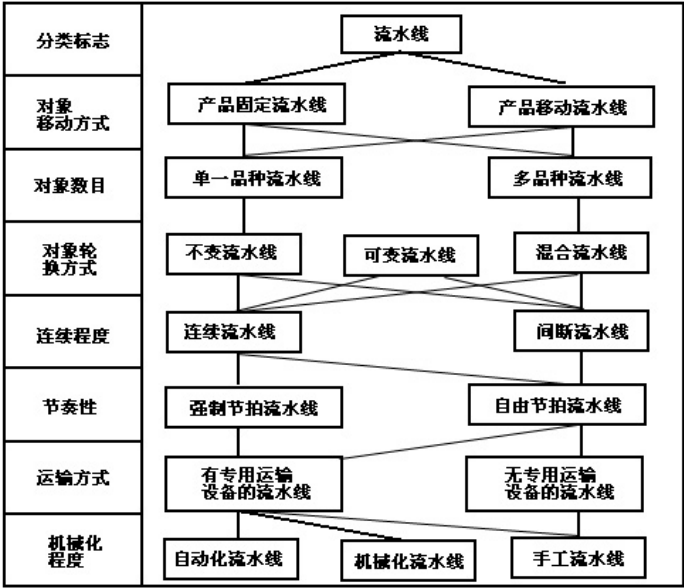 分类标志
流水线
对象
移动方式
产品固定流水线
产品移动流水线
对象数目
单一品种流水线
多品种流水线
对象轮
换方式
不变流水线
可变流水线
混合流水线
连续程度
连续流水线
间断流水线
节奏性
强制节拍流水线
自由节拍流水线
运输方式
有专用运输
设备的流水线
无专用运输
设备的流水线
机械化
程度
自动化流水线
机械化流水线
手工流水线